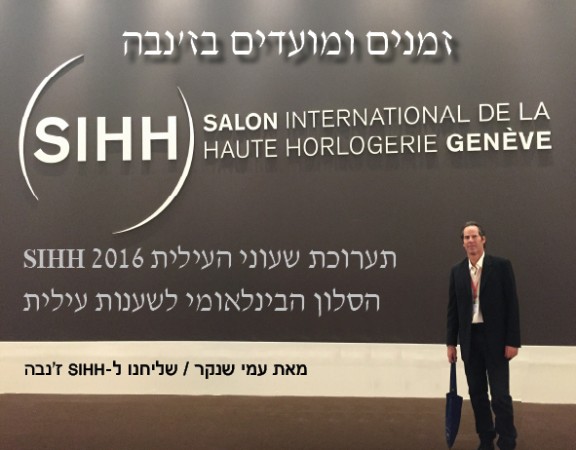 זמנים ומועדים בז'נבה
SIHH
SALON INTERNATIONAL DE LA
HAUTE HORLOGERIE GENÈVE
תערוכת שעוני העילית SIHH 2016
הסלון הבינלאומי לשענות עילית
מאת עמי שנקר / שליחנו ל-SIHH ז'נבה